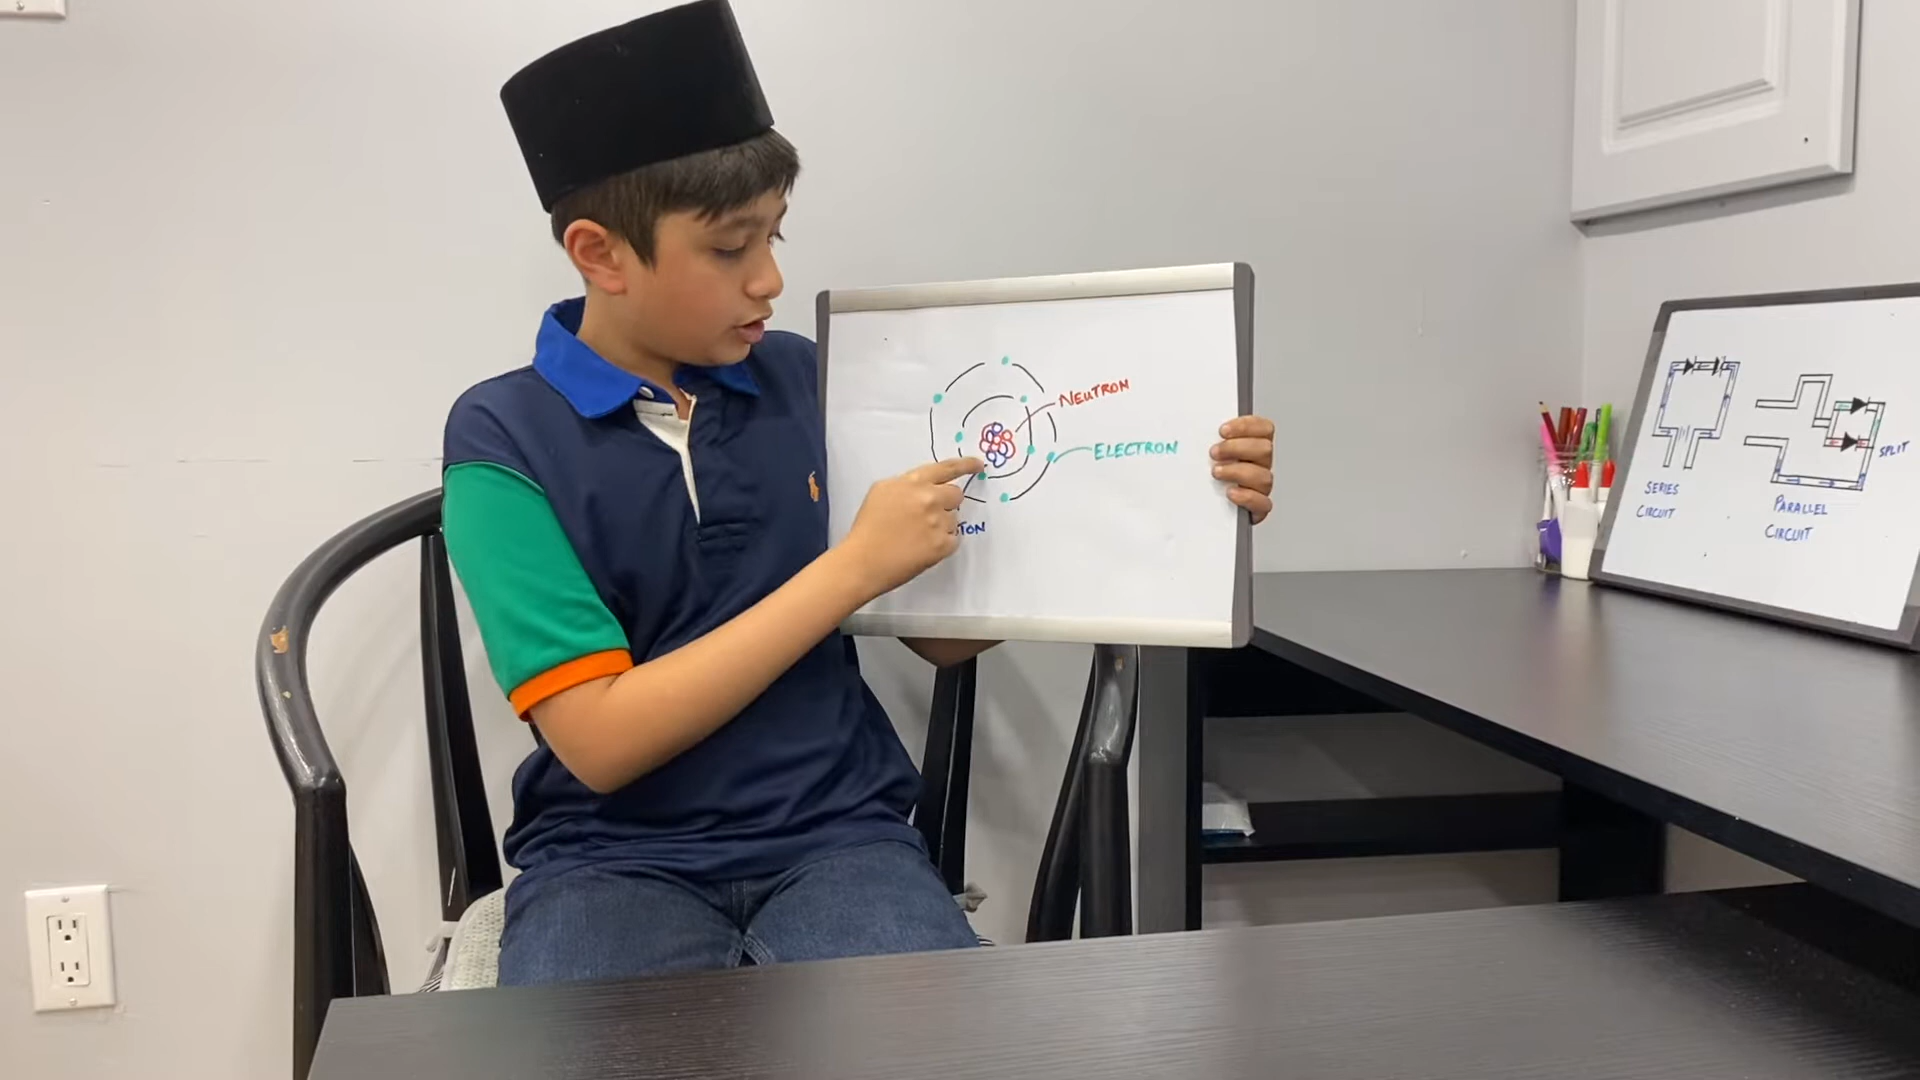 NEUTRON
ELECTRON
SPLIT
SERIES
CIRCUIT
PARALLEL
CIRCUIT